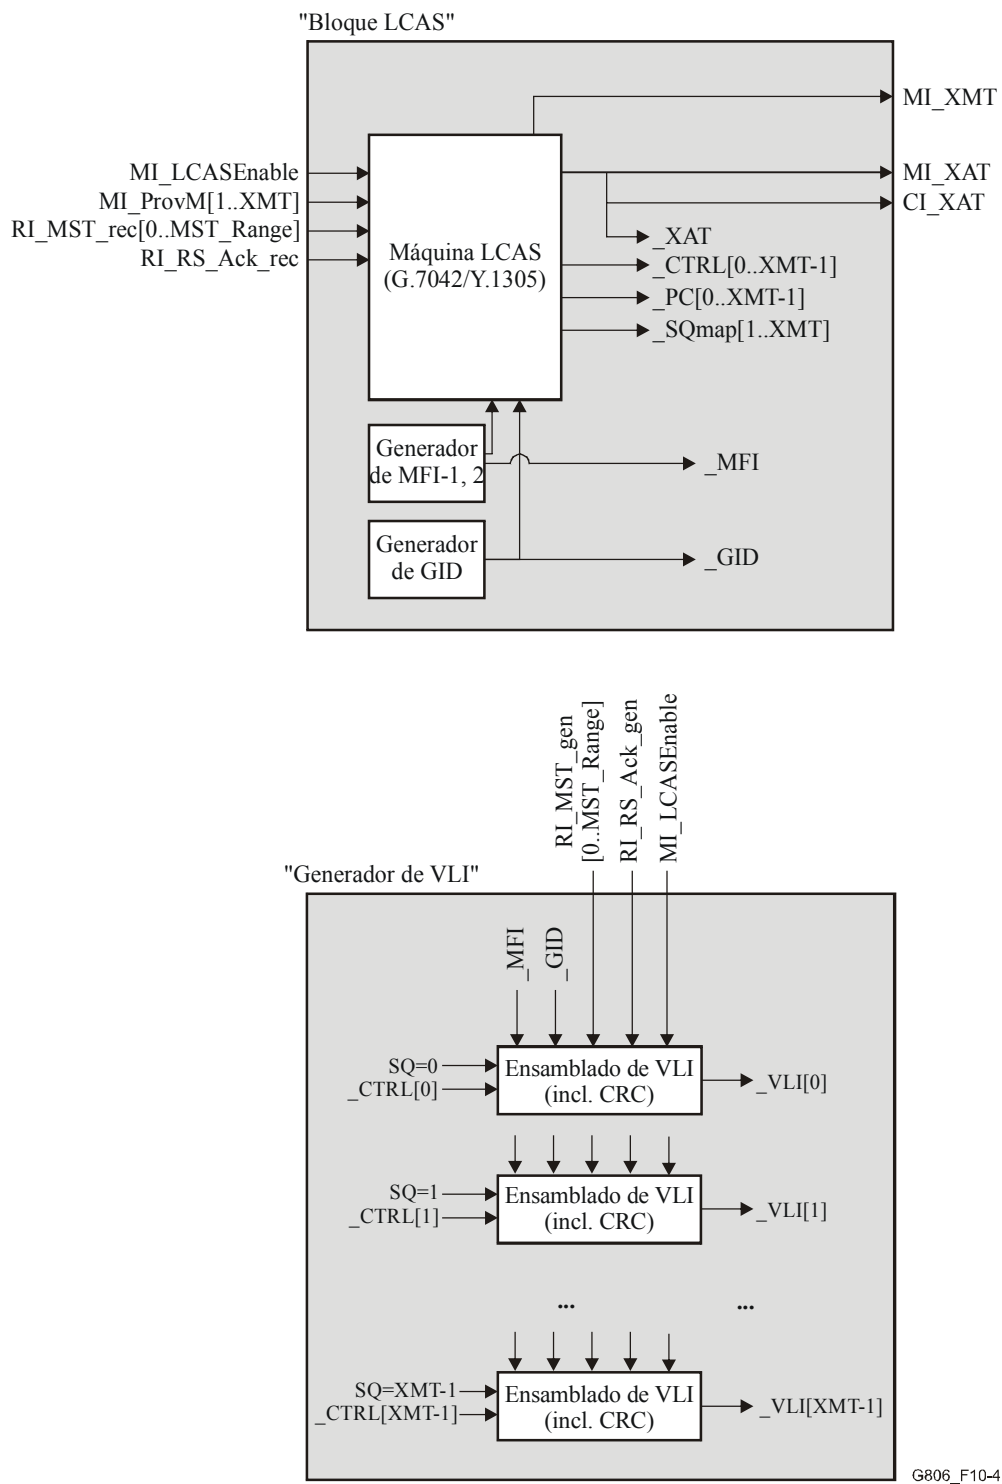 "Bloque LCAS"
MI_XMT
MI_LCASEnable
MI_ProvM[1..XMT]
RI_MST_rec[0..MST_Range]
RI_RS_Ack_rec
Máquina LCAS
(G.7042/Y.1305)
MI_XAT
CI_XAT
_XAT
_CTRL[0..XMT-1]
_PC[0..XMT-1]
_SQmap[1..XMT]
Generador
de MFI-1, 2
_MFI
Generador
de GID
_GID
RI_MST_gen
[0..MST_Range]
RI_RS_Ack_gen
MI_LCASEnable
"Generador de VLI"
_MFI
_GID
SQ=0
_CTRL[0]
Ensamblado de VLI
(incl. CRC)
_VLI[0]
SQ=1
_CTRL[1]
Ensamblado de VLI
(incl. CRC)
_VLI[1]
... ...
SQ=XMT-1
_CTRL[XMT-1]
Ensamblado de VLI
(incl. CRC)
_VLI[XMT-1]
G806_F10-4